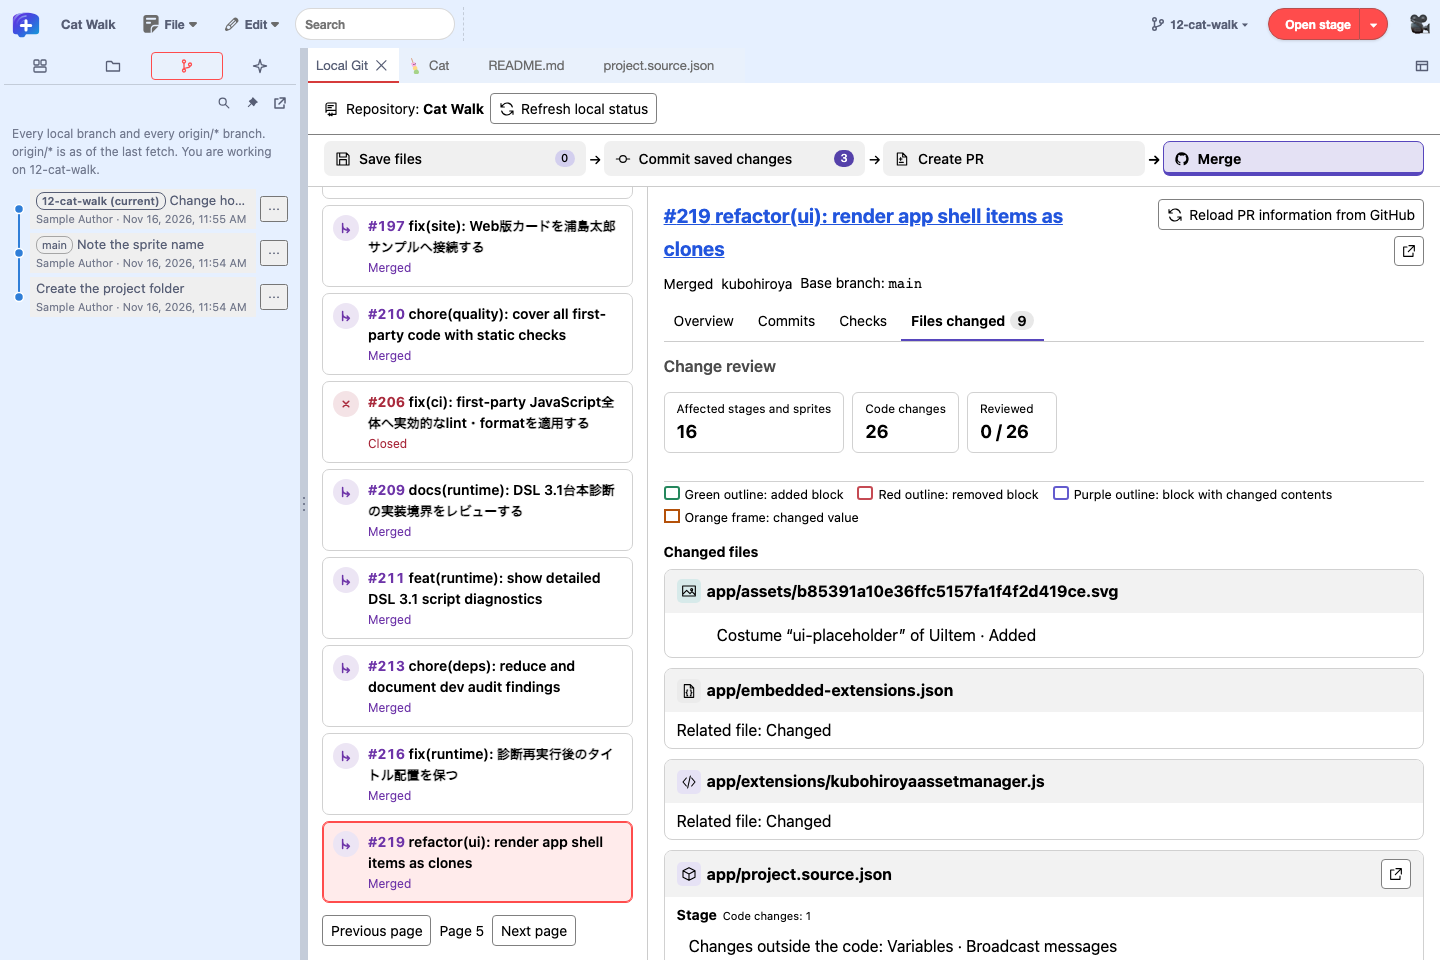 Cat Walk
File
Edit
Search
12-cat-walk
Open stage
Local Git
Cat
README.md
project.source.json
Repository: Cat Walk
Refresh local status
Every local branch and every origin/* branch.
origin/* is as of the last fetch. You are working
on 12-cat-walk.
12-cat-walk (current) Change ho...
Sample Author · Nov 16, 2026, 11:55 AM
main Note the sprite name
Sample Author · Nov 16, 2026, 11:54 AM
Create the project folder
Sample Author · Nov 16, 2026, 11:54 AM
Save files 0
Commit saved changes 3
Create PR
Merge
#197 fix(site): Web版カードを浦島太郎
サンプルへ接続する
Merged
#210 chore(quality): cover all first-
party code with static checks
Merged
#206 fix(ci): first-party JavaScript全
体へ実効的なlint・formatを適用する
Closed
#209 docs(runtime): DSL 3.1台本診断
の実装境界をレビューする
Merged
#211 feat(runtime): show detailed
DSL 3.1 script diagnostics
Merged
#213 chore(deps): reduce and
document dev audit findings
Merged
#216 fix(runtime): 診断再実行後のタイ
トル配置を保つ
Merged
#219 refactor(ui): render app shell
items as clones
Merged
Previous page
Page 5
Next page
#219 refactor(ui): render app shell items as
clones
Reload PR information from GitHub
Merged kubohiroya Base branch: main
Overview
Commits
Checks
Files changed 9
Change review
Affected stages and sprites
16
Code changes
26
Reviewed
0 / 26
Green outline: added block
Red outline: removed block
Purple outline: block with changed contents
Orange frame: changed value
Changed files
app/assets/b85391a10e36ffc5157fa1f4f2d419ce.svg
Costume “ui-placeholder” of UiItem · Added
app/embedded-extensions.json
Related file: Changed
app/extensions/kubohiroyaassetmanager.js
Related file: Changed
app/project.source.json
Stage Code changes: 1
Changes outside the code: Variables · Broadcast messages